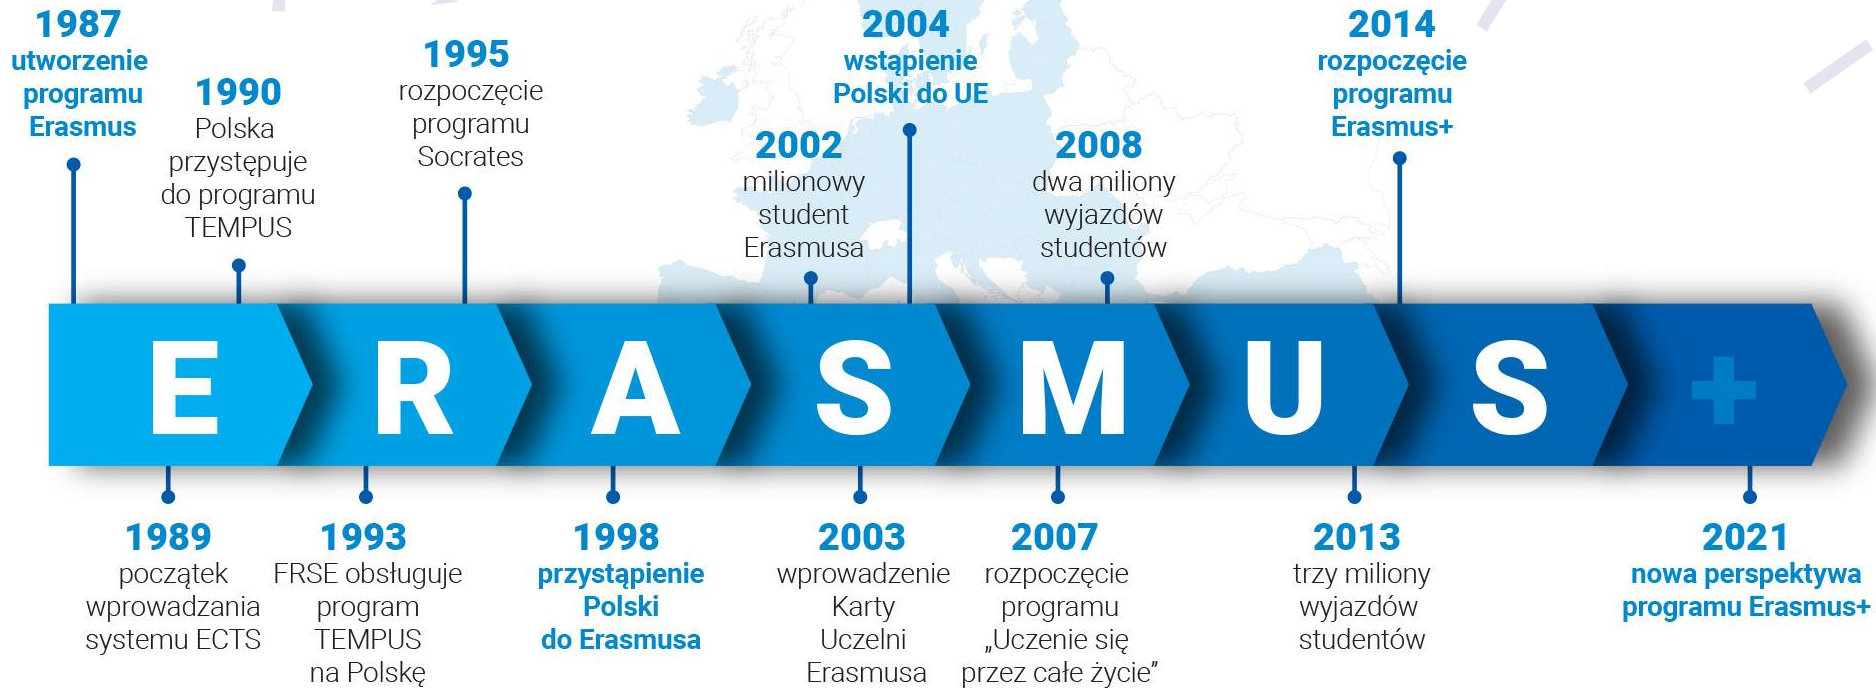 1987
utworzenie
programu
Erasmus
1990
Polska
przystępuje
do programu
TEMPUS
1995
rozpoczęcie
programu
Socrates
2002
milionowy
student
Erasmusa
2004
wstąpienie
Polski do UE
2008
dwa miliony
wyjazdów
studentów
2014
rozpoczęcie
programu
Erasmus+
ERASMUS+
1989
początek
wprowadzania
systemu ECTS
1993
FRSE obsługuje
program
TEMPUS
na Polskę
1998
przystąpienie
Polski
do Erasmusa
2003
wprowadzenie
Karty
Uczelni
Erasmusa
2007
rozpoczęcie
programu
„Uczenie się
przez całe życie”
2013
trzy miliony
wyjazdów
studentów
2021
nowa perspektywa
programu Erasmus+